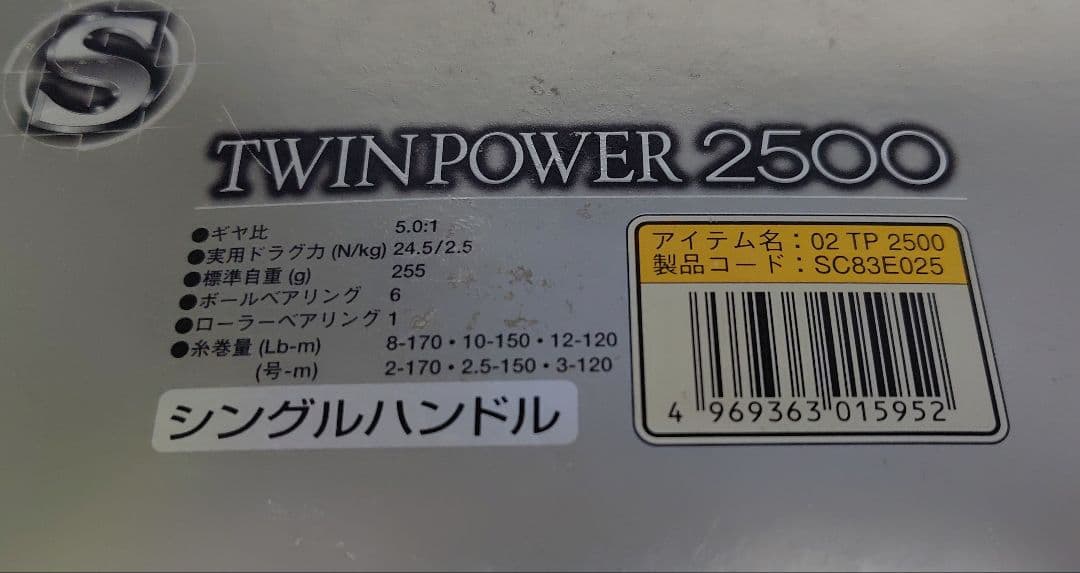 S
TWINPOWER 2500
●ギヤ比 5.0:1
●実用ドラグ力 (N/kg) 24.5/2.5
●標準自重 (g) 255
●ボールベアリング 6
●ローラーベアリング 1
●糸巻量 (Lb-m) 8-170・10-150・12-120
(号-m) 2-170・2.5-150・3-120
シングルハンドル
アイテム名：02 TP 2500
製品コード：SC83E025
4 969363 015952